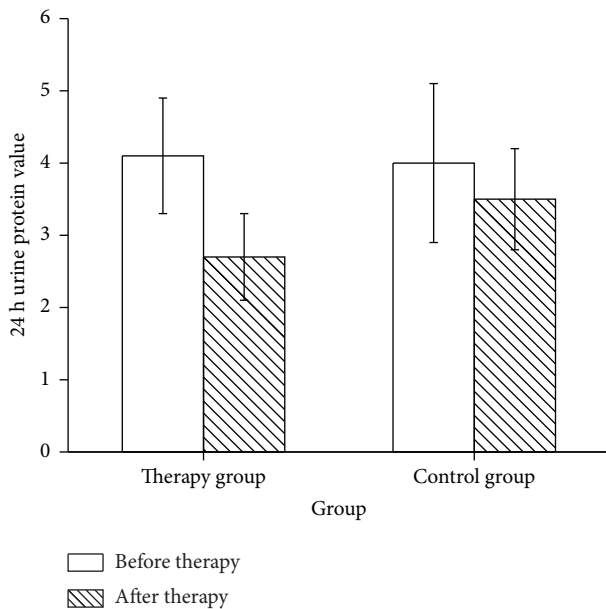 6
5
4
3
2
1
0
24 h urine protein value
Therapy group
Control group
Group
Before therapy
After therapy